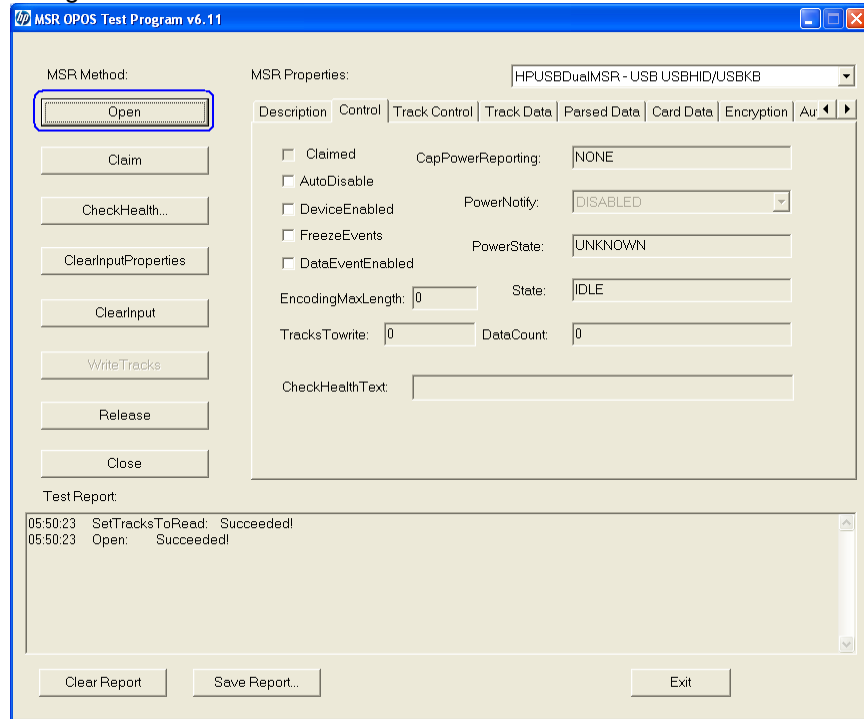 MSR OPOS Test Program v6.11
MSR Method:
MSR Properties:
HPUSBDualMSR - USB USBHID/USBKB
Open
Claim
CheckHealth...
ClearInputProperties
ClearInput
WriteTracks
Release
Close
Description Control Track Control Track Data Parsed Data Card Data Encryption Au
Claimed
AutoDisable
DeviceEnabled
FreezeEvents
DataEventEnabled
CapPowerReporting: NONE
PowerNotify: DISABLED
PowerState: UNKNOWN
EncodingMaxLength: 0
State: IDLE
TracksTowrite: 0
DataCount: 0
CheckHealthText:
Test Report:
05:50:23 SetTracksToRead: Succeeded!
05:50:23 Open: Succeeded!
Clear Report
Save Report...
Exit